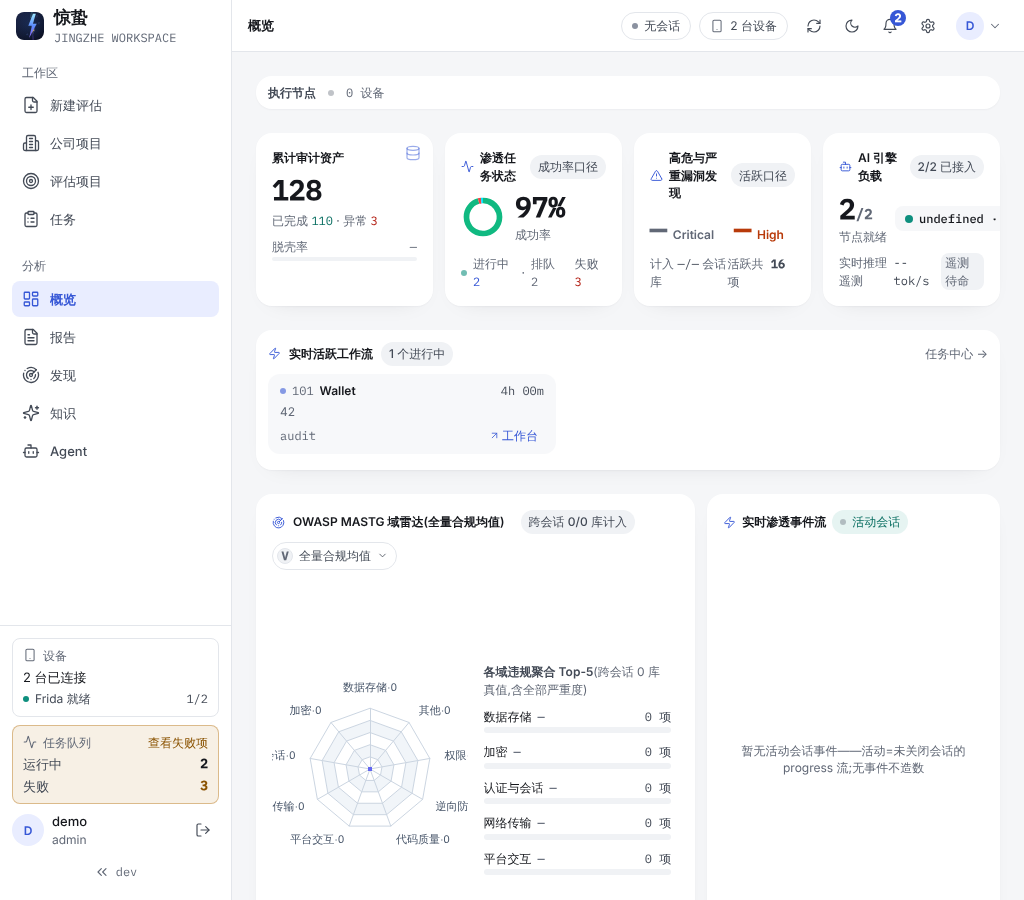 惊蛰
JINGZHE WORKSPACE
工作区
新建评估
公司项目
评估项目
任务
分析
概览
报告
发现
知识
Agent
设备
2 台已连接
Frida 就绪 1/2
任务队列 查看失败项
运行中 2
失败 3
D demo
admin
dev
概览 无会话 2 台设备 2 D
执行节点 0 设备
累计审计资产
128
已完成 110 · 异常 3
脱壳率 —
渗透任务状态 成功率口径
97%
成功率
进行中 2 · 排队 2 失败 3
高危与严重漏洞发现 活跃口径
Critical High
计入 —/— 会话库 活跃共 16 项
AI 引擎负载 2/2 已接入
2/2 undefined ·
节点就绪
实时推理遥测 -- tok/s 遥测待命
实时活跃工作流 1 个进行中 任务中心 →
101 Wallet 4h 00m
42
audit 工作台
OWASP MASTG 域雷达(全量合规均值) 跨会话 0/0 库计入
V 全量合规均值
数据存储·0
加密·0 其他·0
话·0 权限
传输·0 逆向防
平台交互·0 代码质量·0
各域违规聚合 Top-5(跨会话 0 库
真值,含全部严重度)
数据存储 — 0 项
加密 — 0 项
认证与会话 — 0 项
网络传输 — 0 项
平台交互 — 0 项
实时渗透事件流 活动会话
暂无活动会话事件——活动=未关闭会话的
progress 流;无事件不造数